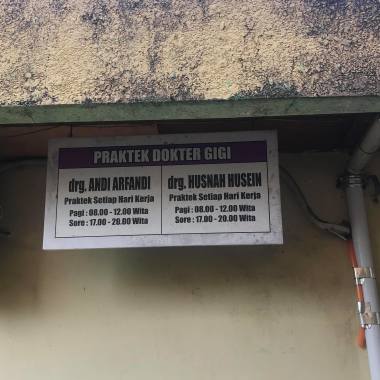 PRAKTEK DOKTER GIGI
drg. ANDI ARFANDI
Praktek Setiap Hari Kerja
Pagi : 08.00 - 12.00 Wita
Sore : 17.00 - 20.00 Wita
drg. HUSNAH HUSEIN
Praktek Setiap Hari Kerja
Pagi : 08.00 - 12.00 Wita
Sore : 17.00 - 20.00 Wita